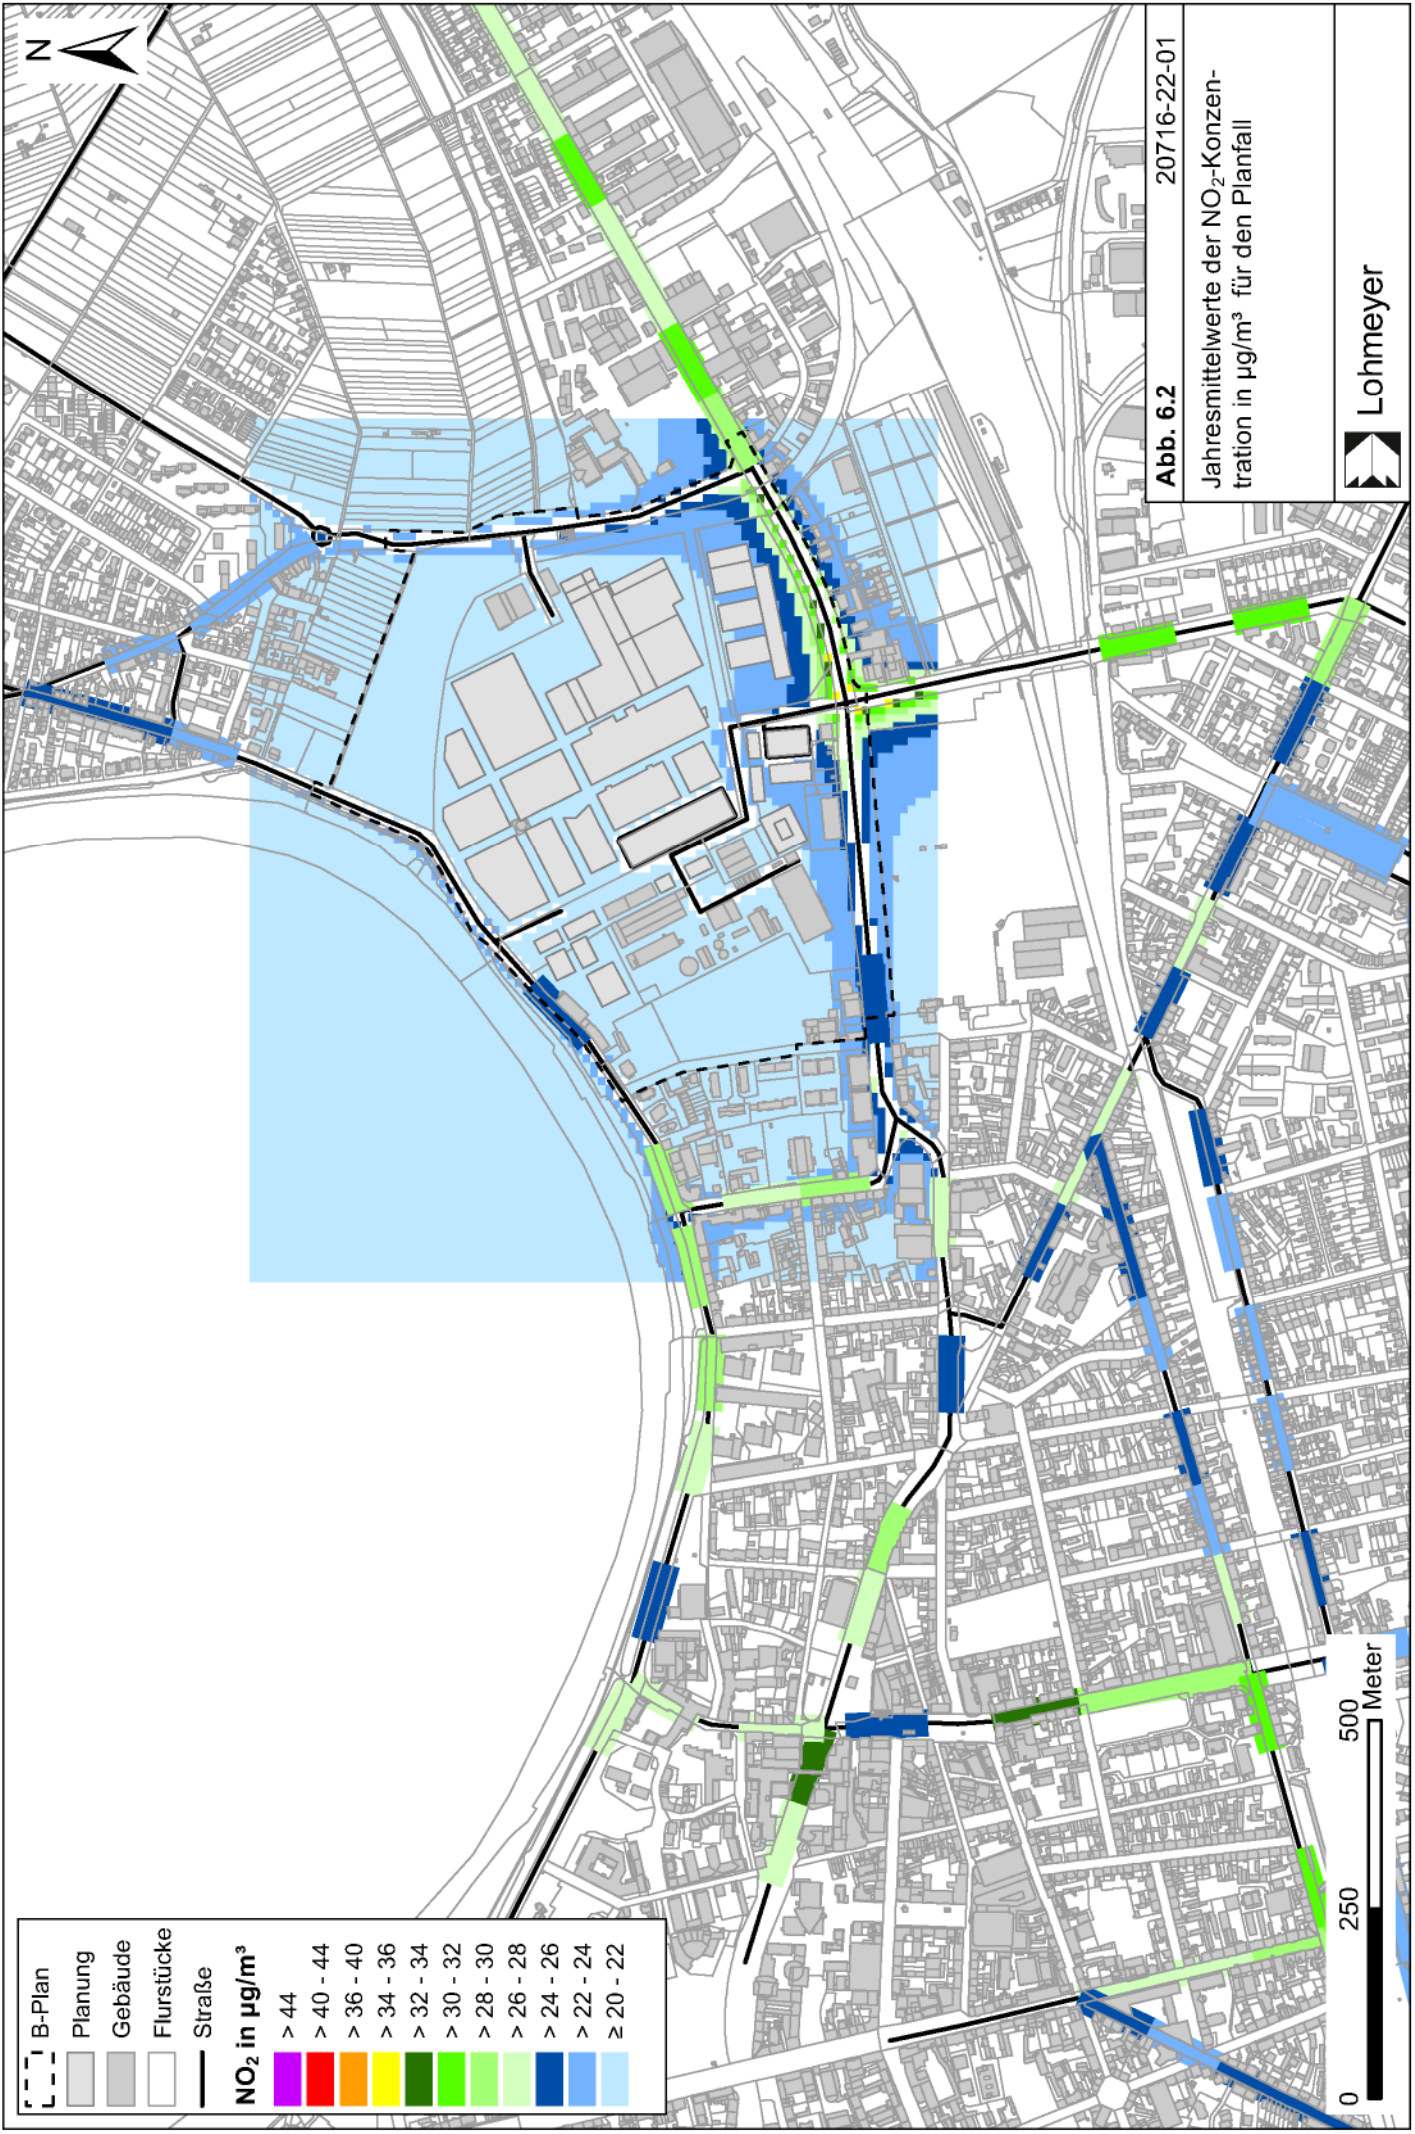 N
B-Plan
Planung
Gebäude
Flurstücke
Straße
NO₂ in µg/m³
> 44
> 40 - 44
> 36 - 40
> 34 - 36
> 32 - 34
> 30 - 32
> 28 - 30
> 26 - 28
> 24 - 26
> 22 - 24
≥ 20 - 22
0 250 500
Meter
Abb. 6.2 20716-22-01
Jahresmittelwerte der NO₂-Konzen-
tration in µg/m³ für den Planfall
Lohmeyer